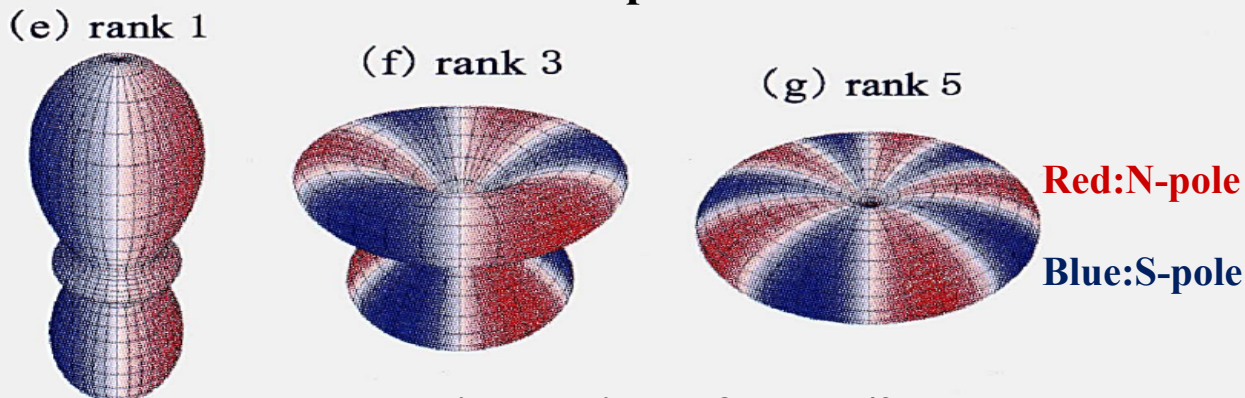 (e) rank 1
(f) rank 3
(g) rank 5
Red:N-pole
Blue:S-pole